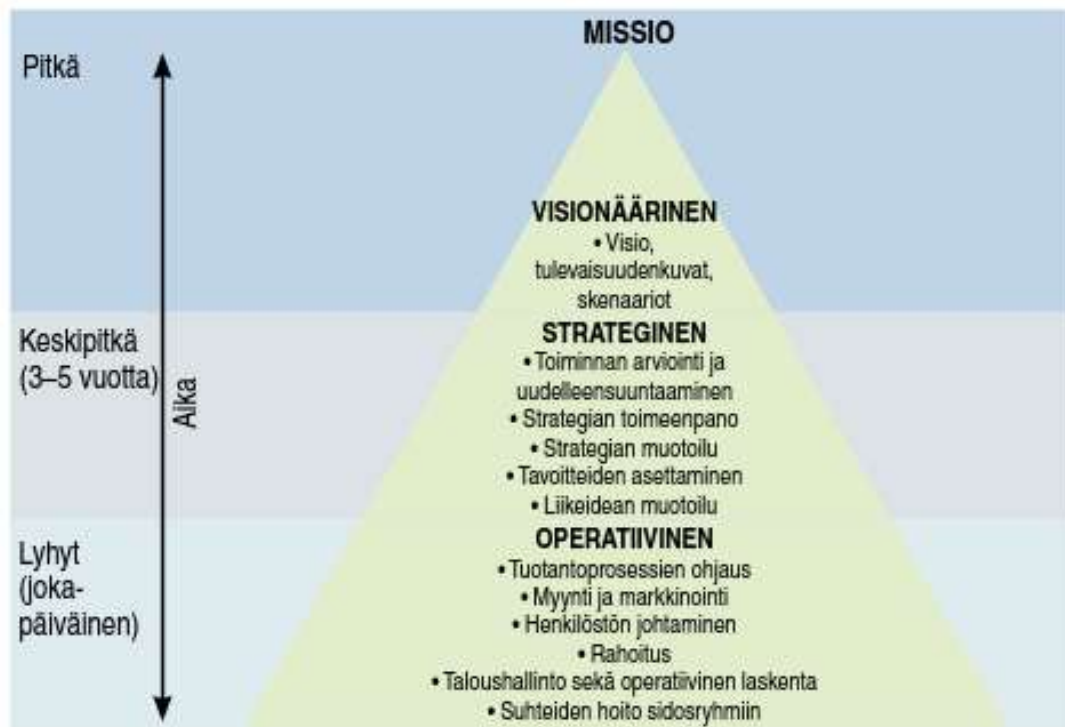 MISSIO
Pitkä
VISIONÄÄRINEN
• Visio,
tulevaisuudenkuvat,
skenaariot
Keskipitkä
(3–5 vuotta)
Aika
STRATEGINEN
• Toiminnan arviointi ja
uudelleensuuntaaminen
• Strategian toimeenpano
• Strategian muotoilu
• Tavoitteiden asettaminen
• Liikeidean muotoilu
Lyhyt
(joka-
päiväinen)
OPERATIIVINEN
• Tuotantoprosessien ohjaus
• Myynti ja markkinointi
• Henkilöstön johtaminen
• Rahoitus
• Taloushallinto sekä operatiivinen laskenta
• Suhteiden hoito sidosryhmiin